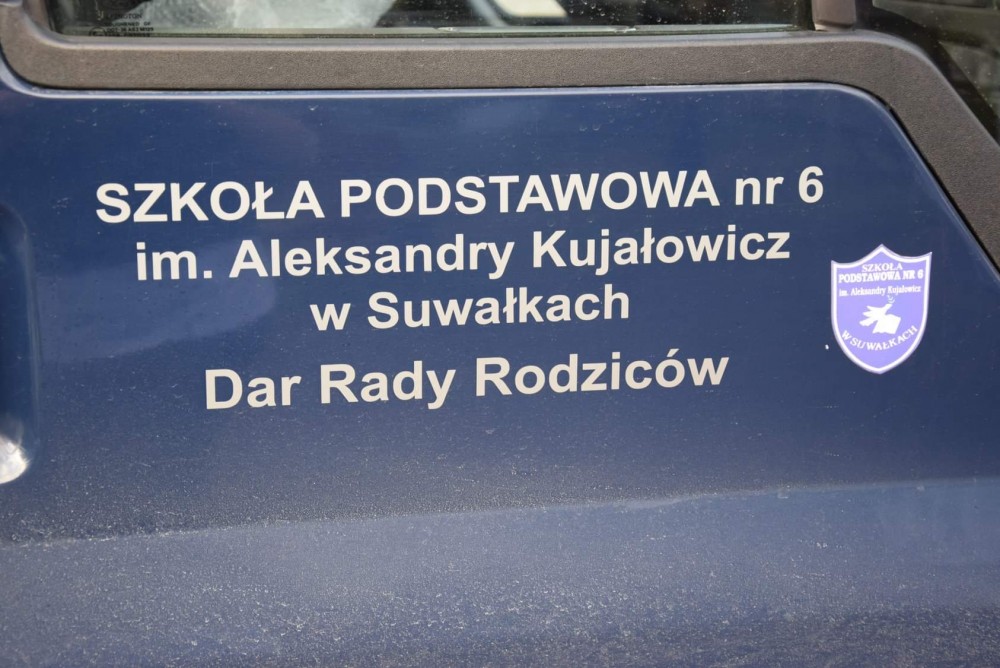 SZKOŁA PODSTAWOWA nr 6
im. Aleksandry Kujałowicz
w Suwałkach
Dar Rady Rodziców
SZKOŁA
PODSTAWOWA NR 6
im. Aleksandry Kujałowicz
W SUWAŁKACH